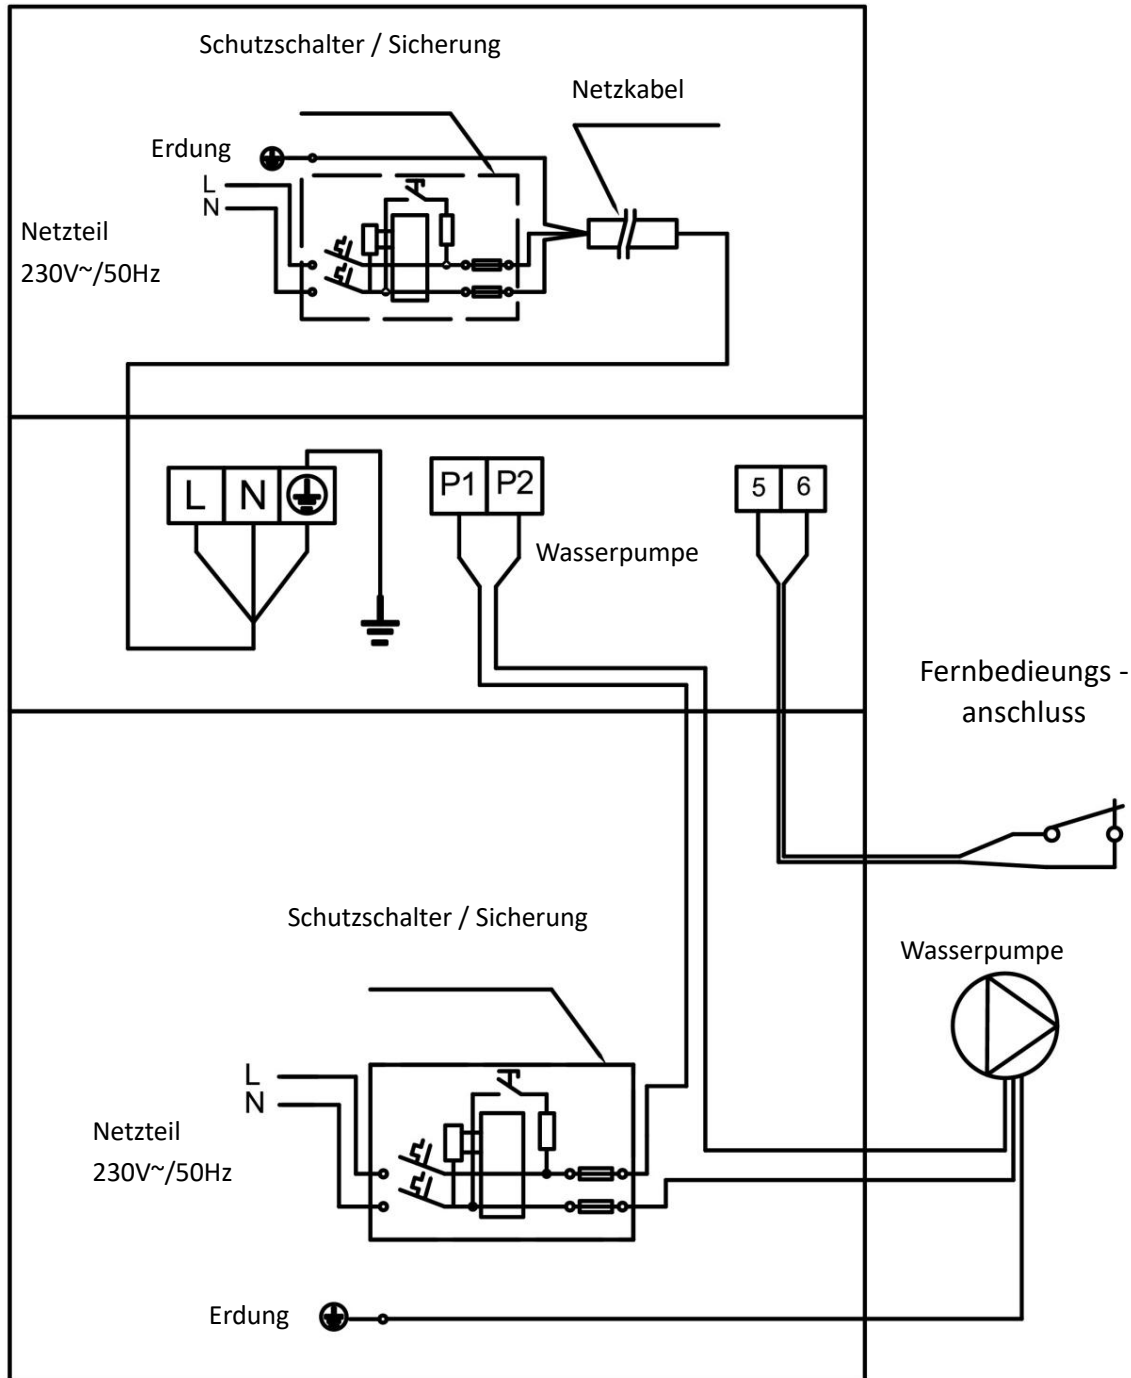 Schutzschalter / Sicherung
Netzkabel
Erdung
L
N
Netzteil
230V~/50Hz
L N
P1 P2
5 6
Wasserpumpe
Fernbedieungs -
anschluss
Schutzschalter / Sicherung
Wasserpumpe
L
N
Netzteil
230V~/50Hz
Erdung